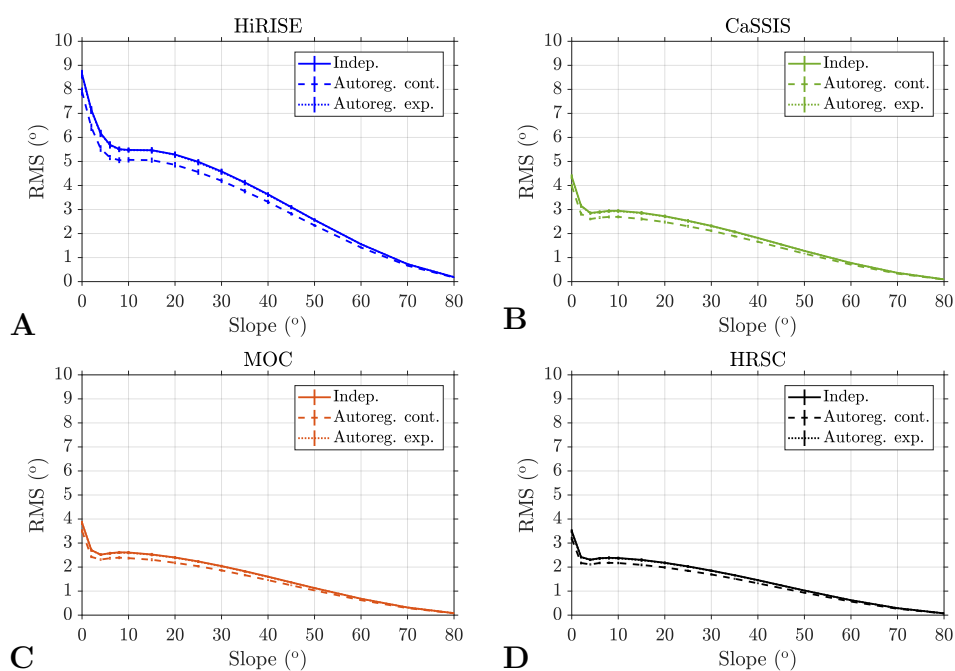 HiRISE
10
9
8
7
6
5
4
3
2
1
0
RMS (°)
Indep.
Autoreg. cont.
Autoreg. exp.
0 10 20 30 40 50 60 70 80
Slope (°)
A
CaSSIS
10
9
8
7
6
5
4
3
2
1
0
RMS (°)
Indep.
Autoreg. cont.
Autoreg. exp.
0 10 20 30 40 50 60 70 80
Slope (°)
B
MOC
10
9
8
7
6
5
4
3
2
1
0
RMS (°)
Indep.
Autoreg. cont.
Autoreg. exp.
0 10 20 30 40 50 60 70 80
Slope (°)
C
HRSC
10
9
8
7
6
5
4
3
2
1
0
RMS (°)
Indep.
Autoreg. cont.
Autoreg. exp.
0 10 20 30 40 50 60 70 80
Slope (°)
D